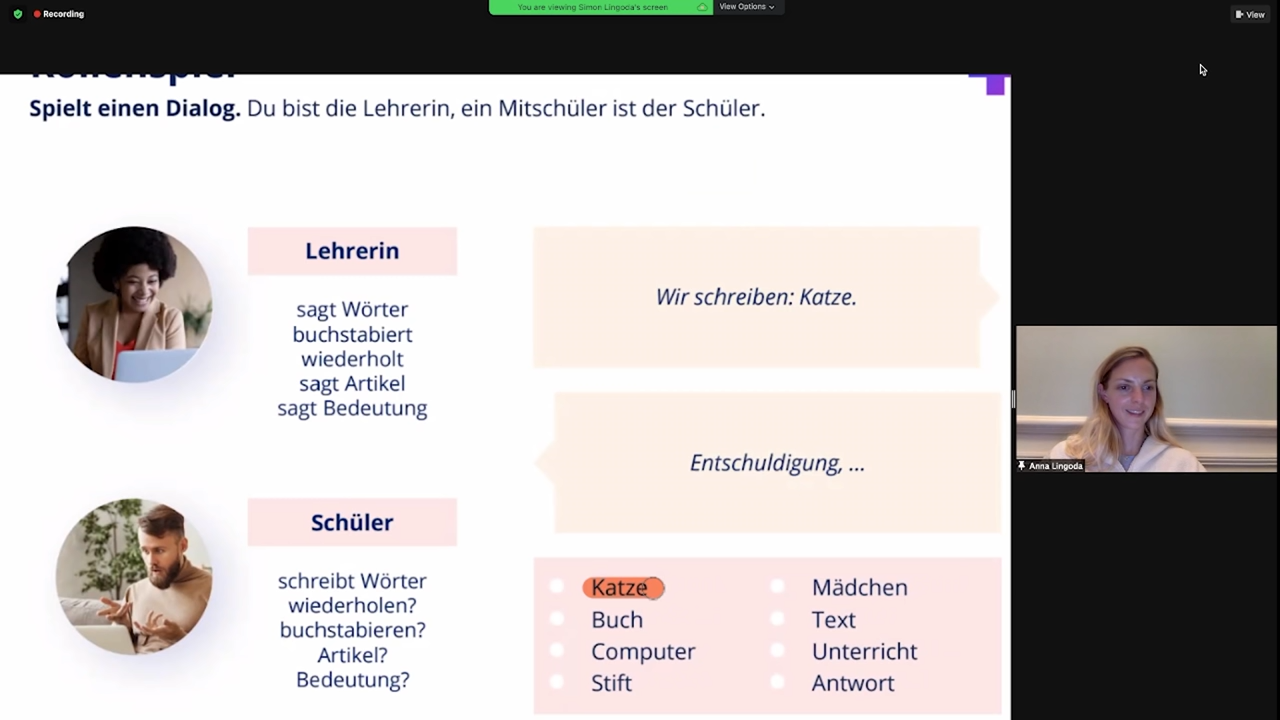 Recording
You are viewing Simon Lingoda's screen
View Options
View
Rollenspiel
Spielt einen Dialog. Du bist die Lehrerin, ein Mitschüler ist der Schüler.
Lehrerin
sagt Wörter
buchstabiert
wiederholt
sagt Artikel
sagt Bedeutung
Wir schreiben: Katze.
Entschuldigung, ...
Anna Lingoda
Schüler
schreibt Wörter
wiederholen?
buchstabieren?
Artikel?
Bedeutung?
Katze
Buch
Computer
Stift
Mädchen
Text
Unterricht
Antwort